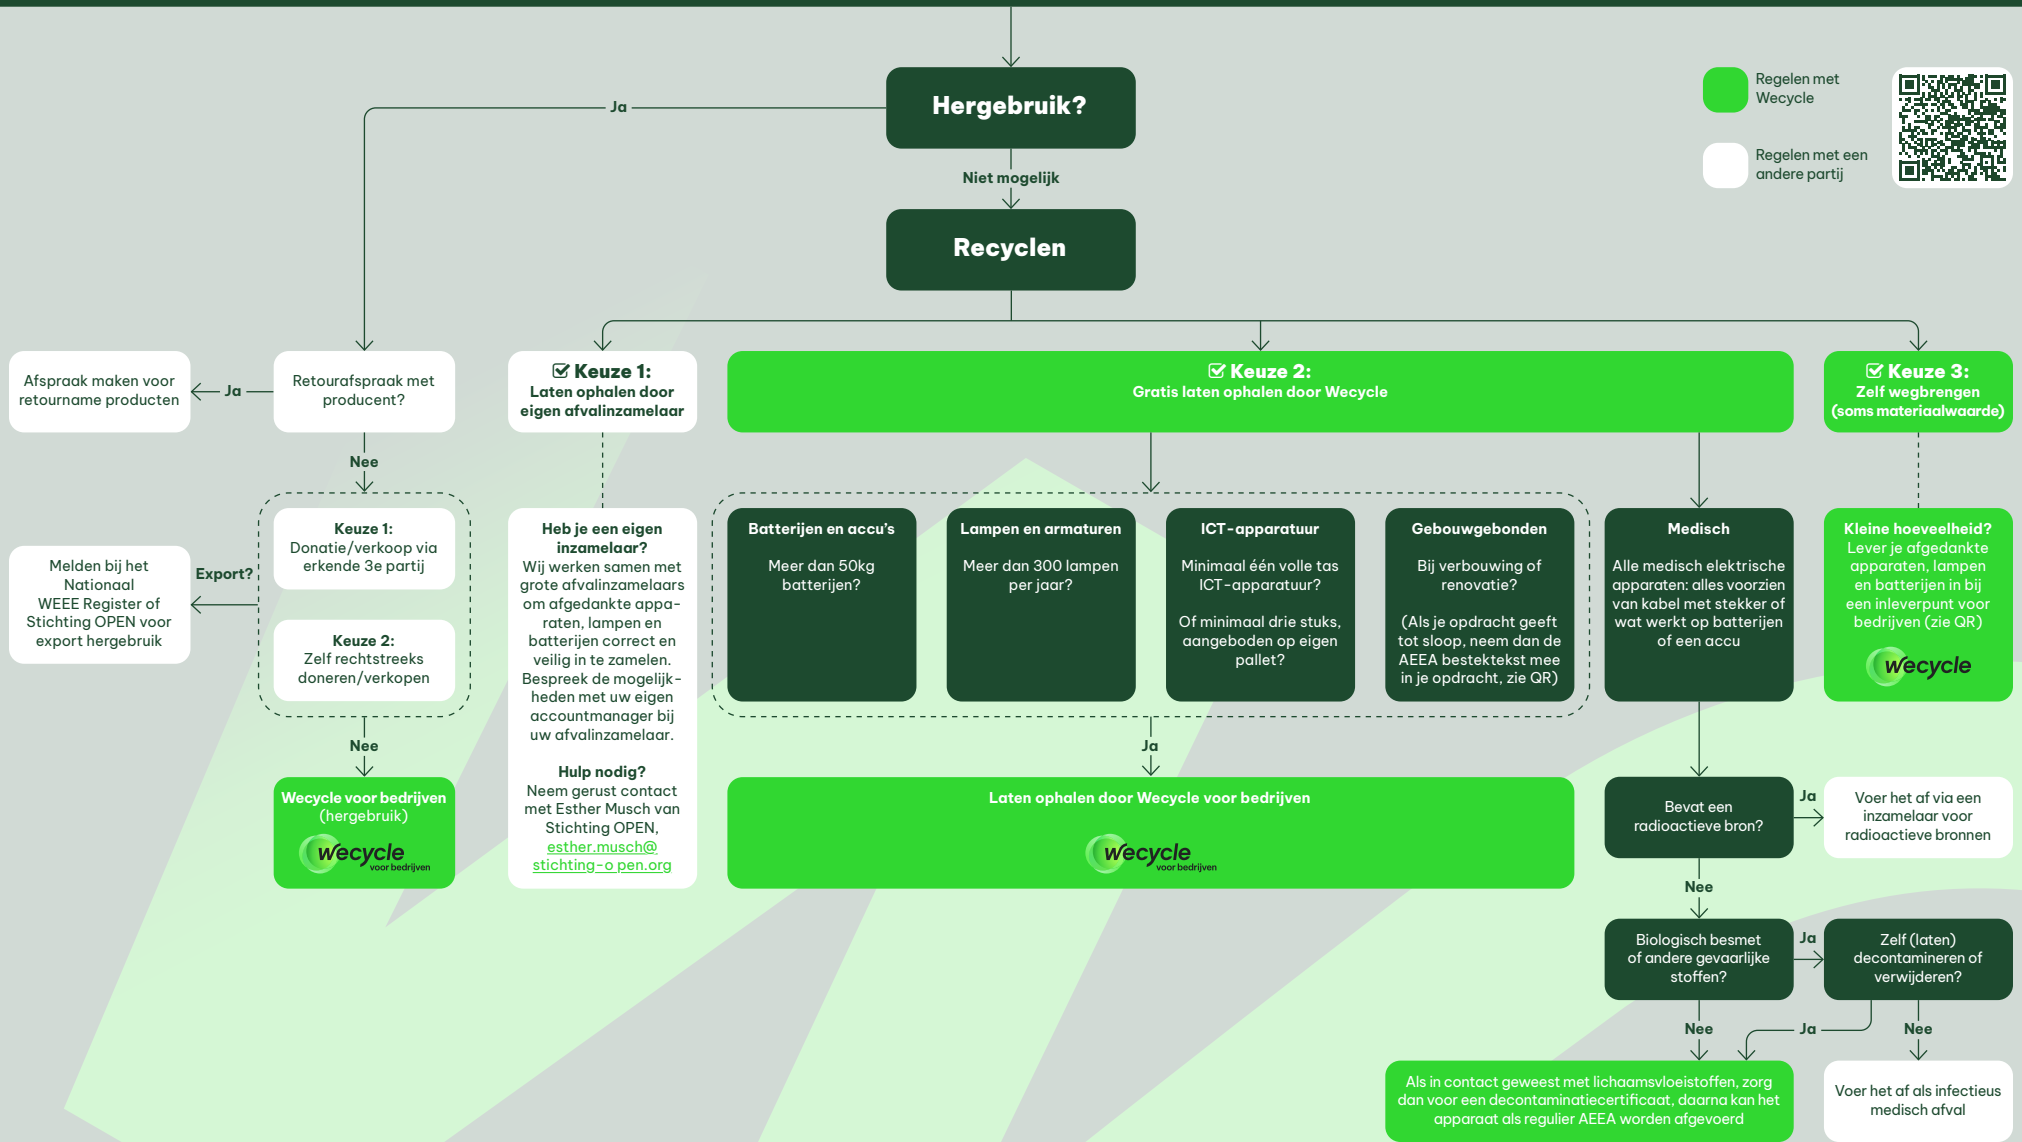 Hergebruik?
Ja
Niet mogelijk
Recyclen
Regelen met
Wecycle
Regelen met een
andere partij
Afspraak maken voor
retourname producten
Ja
Retourafspraak met
producent?
Nee
Keuze 1:
Donatie/verkoop via
erkende 3e partij
Keuze 2:
Zelf rechtstreeks
doneren/verkopen
Export?
Melden bij het
Nationaal
WEEE Register of
Stichting OPEN voor
export hergebruik
Nee
Wecycle voor bedrijven
(hergebruik)
wecycle
voor bedrijven
Keuze 1:
Laten ophalen door
eigen afvalinzamelaar
Heb je een eigen
inzamelaar?
Wij werken samen met
grote afvalinzamelaars
om afgedankte appa-
raten, lampen en
batterijen correct en
veilig in te zamelen.
Bespreek de mogelijk-
heden met uw eigen
accountmanager bij
uw afvalinzamelaar.
Hulp nodig?
Neem gerust contact
met Esther Musch van
Stichting OPEN,
esther.musch@
stichting-o pen.org
Keuze 2:
Gratis laten ophalen door Wecycle
Batterijen en accu's
Meer dan 50kg
batterijen?
Lampen en armaturen
Meer dan 300 lampen
per jaar?
ICT-apparatuur
Minimaal één volle tas
ICT-apparatuur?
Of minimaal drie stuks,
aangeboden op eigen
pallet?
Gebouwgebonden
Bij verbouwing of
renovatie?
(Als je opdracht geeft
tot sloop, neem dan de
AEEA bestektekst mee
in je opdracht, zie QR)
Ja
Laten ophalen door Wecycle voor bedrijven
wecycle
voor bedrijven
Medisch
Alle medisch elektrische
apparaten: alles voorzien
van kabel met stekker of
wat werkt op batterijen
of een accu
Bevat een
radioactieve bron?
Ja
Voer het af via een
inzamelaar voor
radioactieve bronnen
Nee
Biologisch besmet
of andere gevaarlijke
stoffen?
Ja
Zelf (laten)
decontamineren of
verwijderen?
Nee
Ja
Nee
Als in contact geweest met lichaamsvloeistoffen, zorg
dan voor een decontaminatiecertificaat, daarna kan het
apparaat als regulier AEEA worden afgevoerd
Voer het af als infectieus
medisch afval
Keuze 3:
Zelf wegbrengen
(soms materiaalwaarde)
Kleine hoeveelheid?
Lever je afgedankte
apparaten, lampen
en batterijen in bij
een inleverpunt voor
bedrijven (zie QR)
wecycle